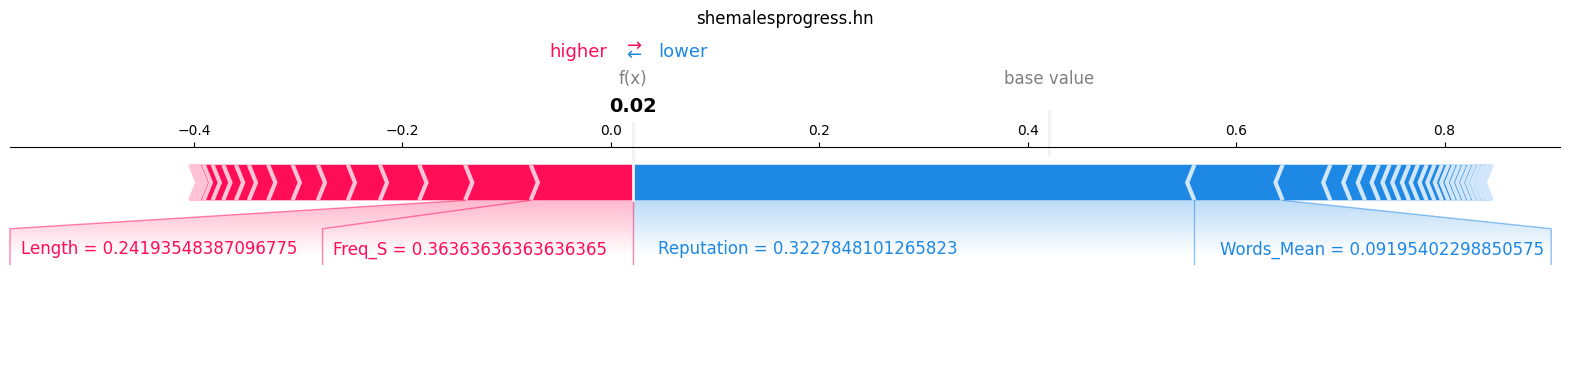 shemalesprogress.hn
higher ⇄ lower
f(x) base value
0.02
−0.4 −0.2 0.0 0.2 0.4 0.6 0.8
Length = 0.24193548387096775 Freq_S = 0.36363636363636365 Reputation = 0.3227848101265823 Words_Mean = 0.09195402298850575